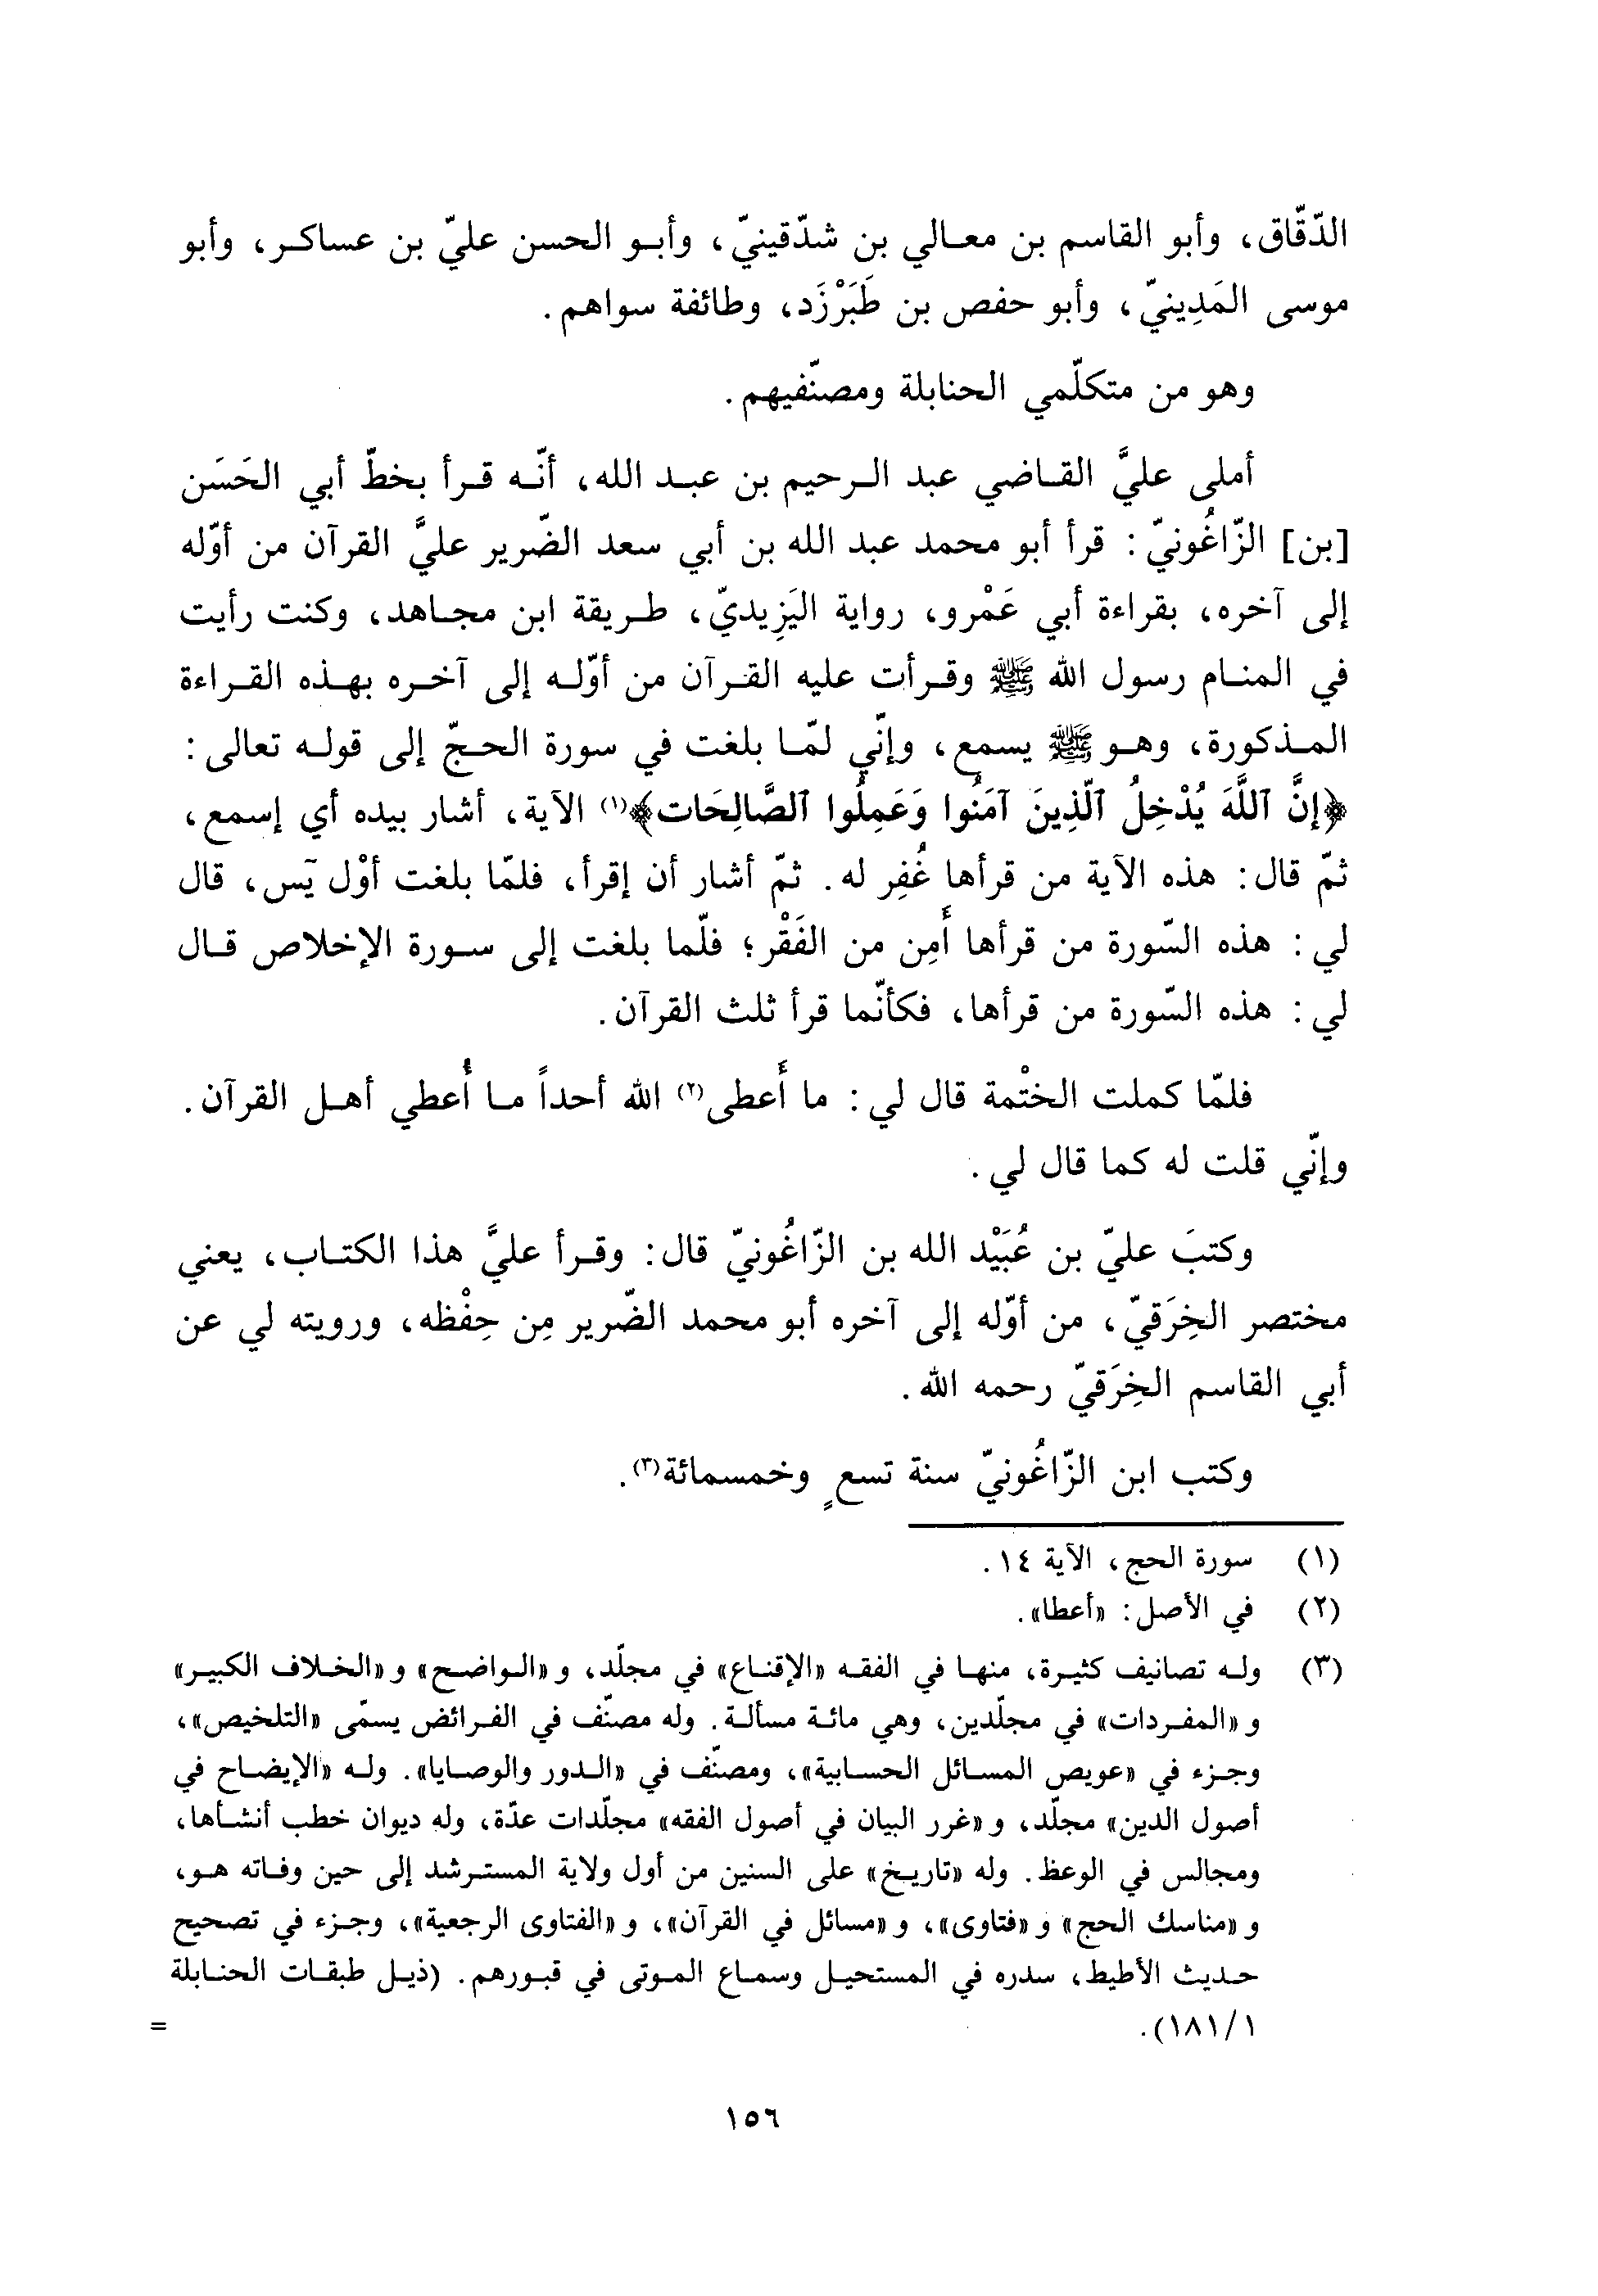 الدّقّاق، وأبو القاسم بن معالي بن شدّقينيّ، وأبو الحسن عليّ بن عساكر، وأبو
موسى المَدِينيّ، وأبو حفص بن طَبَرْزَد، وطائفة سواهم.
وهو من متكلّمي الحنابلة ومصنّفيهم.
أملى عليَّ القاضي عبد الرحيم بن عبد الله، أنّه قرأ بخطّ أبي الحَسَن
[بن] الزّاغُونيّ: قرأ أبو محمد عبد الله بن أبي سعد الضّرير عليَّ القرآن من أوّله
إلى آخره، بقراءة أبي عَمْرو، رواية اليَزِيديّ، طريقة ابن مجاهد، وكنت رأيت
في المنام رسول الله ﷺ وقرأت عليه القرآن من أوّله إلى آخره بهذه القراءة
المذكورة، وهو ﷺ يسمع، وإنّي لمّا بلغت في سورة الحجّ إلى قوله تعالى:
﴿إنَّ ٱللَّهَ يُدْخِلُ ٱلّذِينَ آمَنُوا وَعَمِلُوا ٱلصَّالِحَات﴾(١) الآية، أشار بيده أي إسمع،
ثمّ قال: هذه الآية من قرأها غُفِر له. ثمّ أشار أن إقرأ، فلمّا بلغت أوْل يَس، قال
لي: هذه السّورة من قرأها أَمِن من الفَقْر؛ فلّما بلغت إلى سورة الإخلاص قال
لي: هذه السّورة من قرأها، فكأنّما قرأ ثلث القرآن.
فلمّا كملت الختْمة قال لي: ما أَعطى(٢) الله أحداً ما أُعطي أهل القرآن.
وإنّي قلت له كما قال لي.
وكتبَ عليّ بن عُبَيْد الله بن الزّاغُونيّ قال: وقرأ عليَّ هذا الكتاب، يعني
مختصر الخِرَقيّ، من أوّله إلى آخره أبو محمد الضّرير مِن حِفْظه، ورويته لي عن
أبي القاسم الخِرَقيّ رحمه الله.
وكتب ابن الزّاغُونيّ سنة تسعٍ وخمسمائة(٣).
(١) سورة الحج، الآية ١٤.
(٢) في الأصل: «أعطا».
(٣) وله تصانيف كثيرة، منها في الفقه «الإقناع» في مجلّد، و«الواضح» و«الخلاف الكبير»
و«المفردات» في مجلّدين، وهي مائة مسألة. وله مصنّف في الفرائض يسمّى «التلخيص»،
وجزء في «عويص المسائل الحسابية»، ومصنّف في «الدور والوصايا». وله «الإيضاح في
أصول الدين» مجلّد، و«غرر البيان في أصول الفقه» مجلّدات عدّة، وله ديوان خطب أنشأها،
ومجالس في الوعظ. وله «تاريخ» على السنين من أول ولاية المسترشد إلى حين وفاته هو،
و«مناسك الحج» و«فتاوى»، و«مسائل في القرآن»، و«الفتاوى الرجعية»، وجزء في تصحيح
حديث الأطيط، سدره في المستحيل وسماع الموتى في قبورهم. (ذيل طبقات الحنابلة
١/١٨١). =
١٥٦